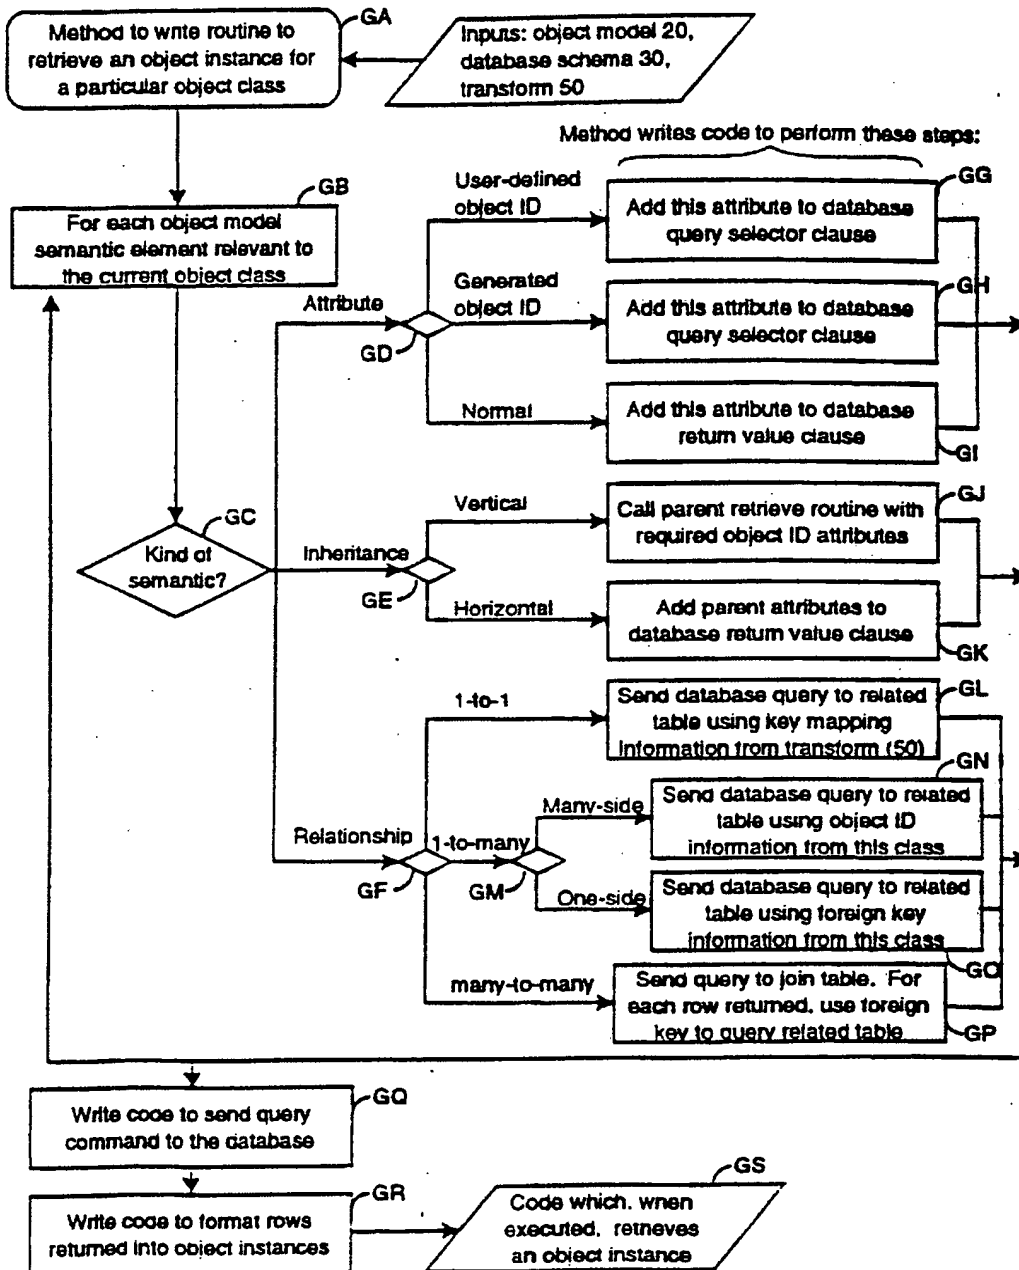 GA
Method to write routine to
retrieve an object instance for
a particular object class
Inputs: object model 20,
database schema 30,
transform 50
Method writes code to perform these steps:
GB
For each object model
semantic element relevant to
the current object class
User-defined
object ID
GG
Add this attribute to database
query selector clause
Attribute
GD
Generated
object ID
GH
Add this attribute to database
query selector clause
Normal
Add this attribute to database
return value clause
GI
GC
Kind of
semantic?
Inheritance
GE
Vertical
GJ
Call parent retrieve routine with
required object ID attributes
Horizontal
Add parent attributes to
database return value clause
GK
1-to-1
GL
Send database query to related
table using key mapping
information from transform (50)
Relationship
GF
1-to-many
GM
Many-side
GN
Send database query to related
table using object ID
information from this class
One-side
Send database query to related
table using foreign key
information from this class
GO
many-to-many
Send query to join table. For
each row returned, use foreign
key to query related table
GP
GQ
Write code to send query
command to the database
GR
Write code to format rows
returned into object instances
GS
Code which, when
executed, retrieves
an object instance